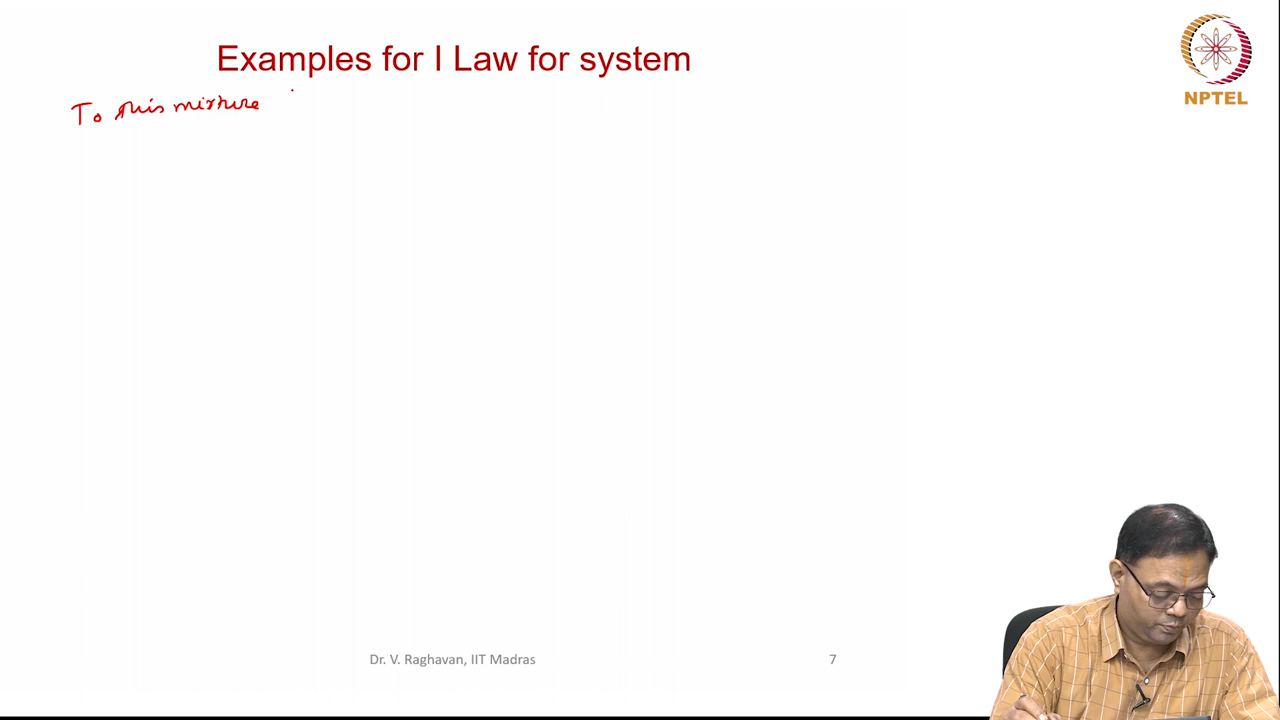 Examples for I Law for system
NPTEL
To this mixture
Dr. V. Raghavan, IIT Madras
7